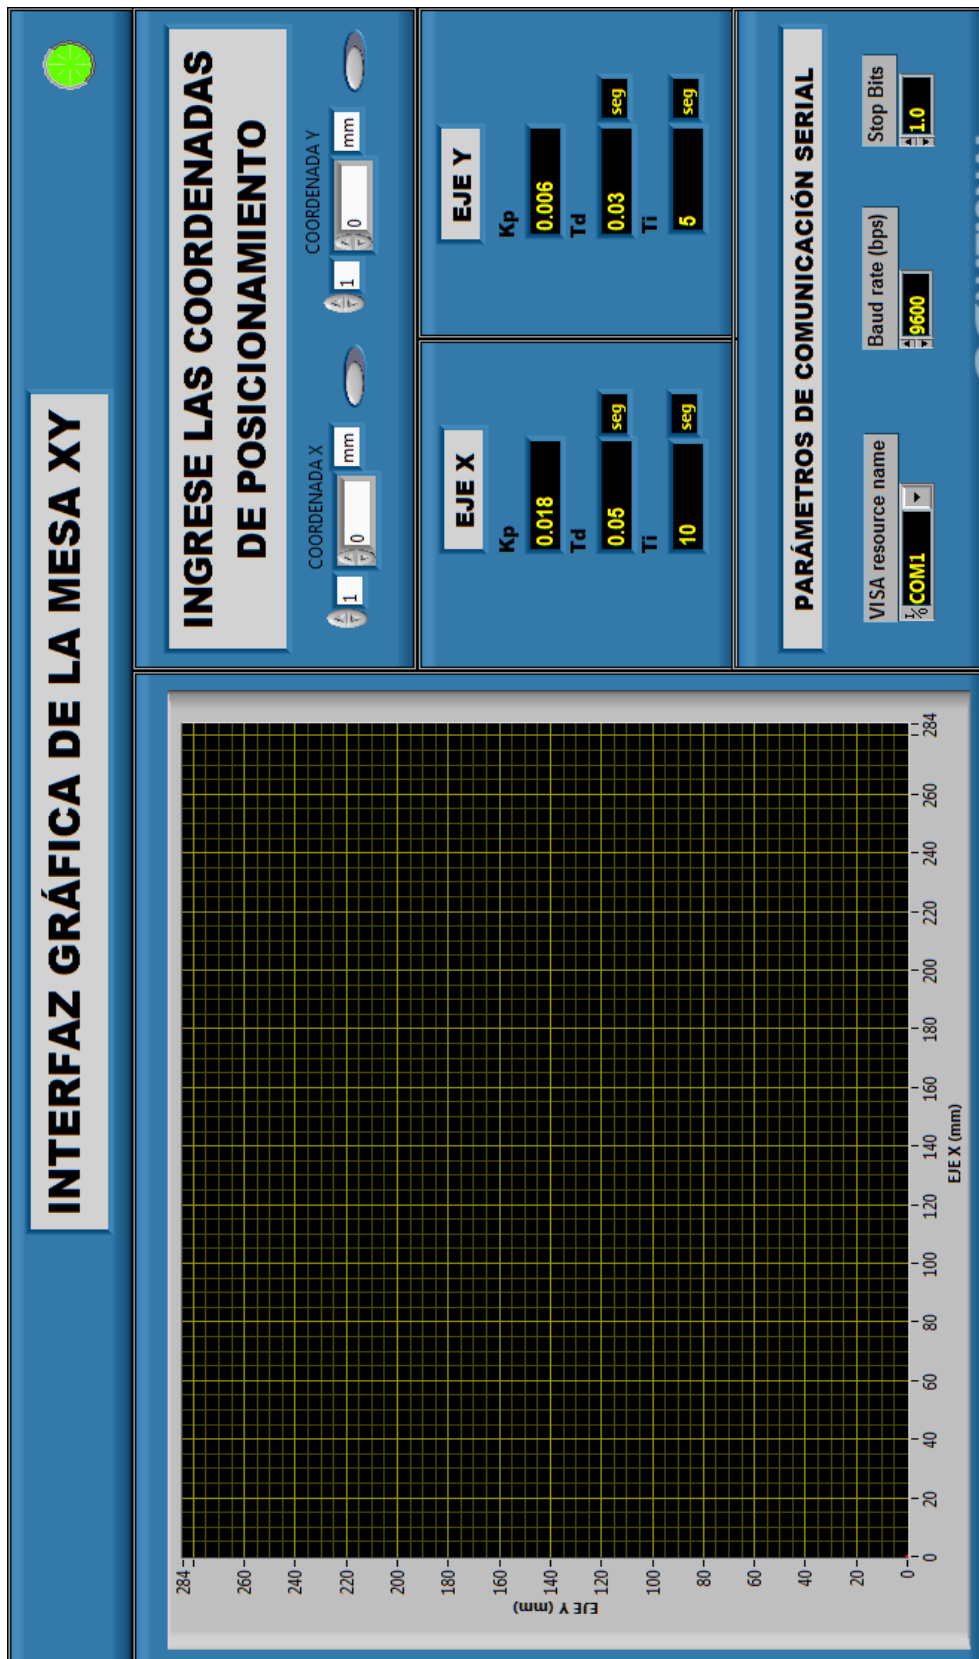 INTERFAZ GRÁFICA DE LA MESA XY
284
260
240
220
200
180
160
140
120
100
80
60
40
20
0
EJE Y (mm)
0
20
40
60
80
100
120
140
160
180
200
220
240
260
284
EJE X (mm)
INGRESE LAS COORDENADAS
DE POSICIONAMIENTO
COORDENADA X
1
0
mm
COORDENADA Y
1
0
mm
EJE X
Kp
0.018
Td
0.05
seg
Ti
10
seg
EJE Y
Kp
0.006
Td
0.03
seg
Ti
5
seg
PARÁMETROS DE COMUNICACIÓN SERIAL
VISA resource name
I/O COM1
Baud rate (bps)
9600
Stop Bits
1.0